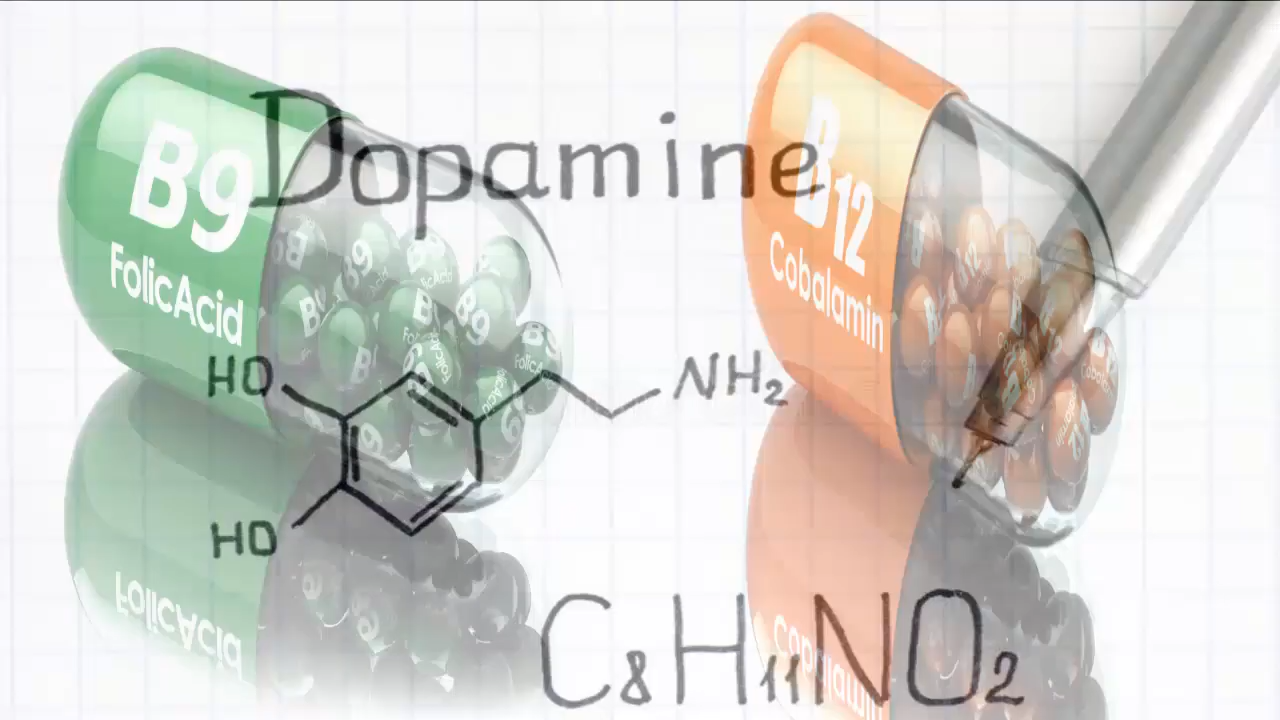 Dopamine
B9
FolicAcid
B12
Cobalamin
HO
NH₂
HO
C₈H₁₁NO₂